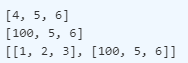 [4, 5, 6]
[100, 5, 6]
[[1, 2, 3], [100, 5, 6]]